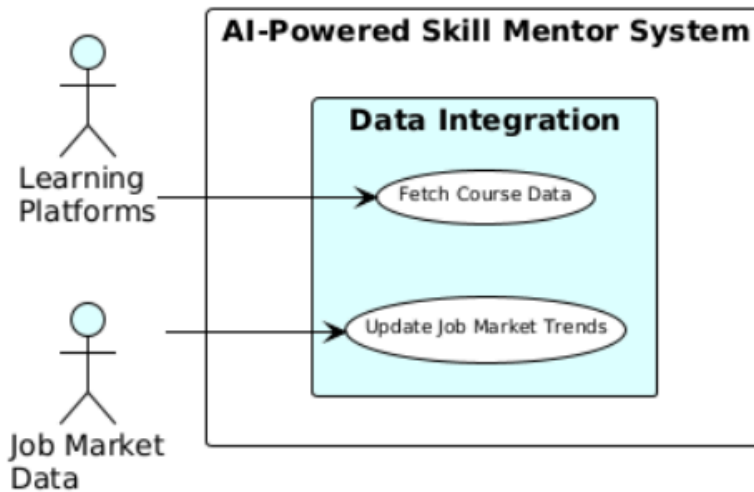 AI-Powered Skill Mentor System
Data Integration
Learning
Platforms
Fetch Course Data
Update Job Market Trends
Job Market
Data